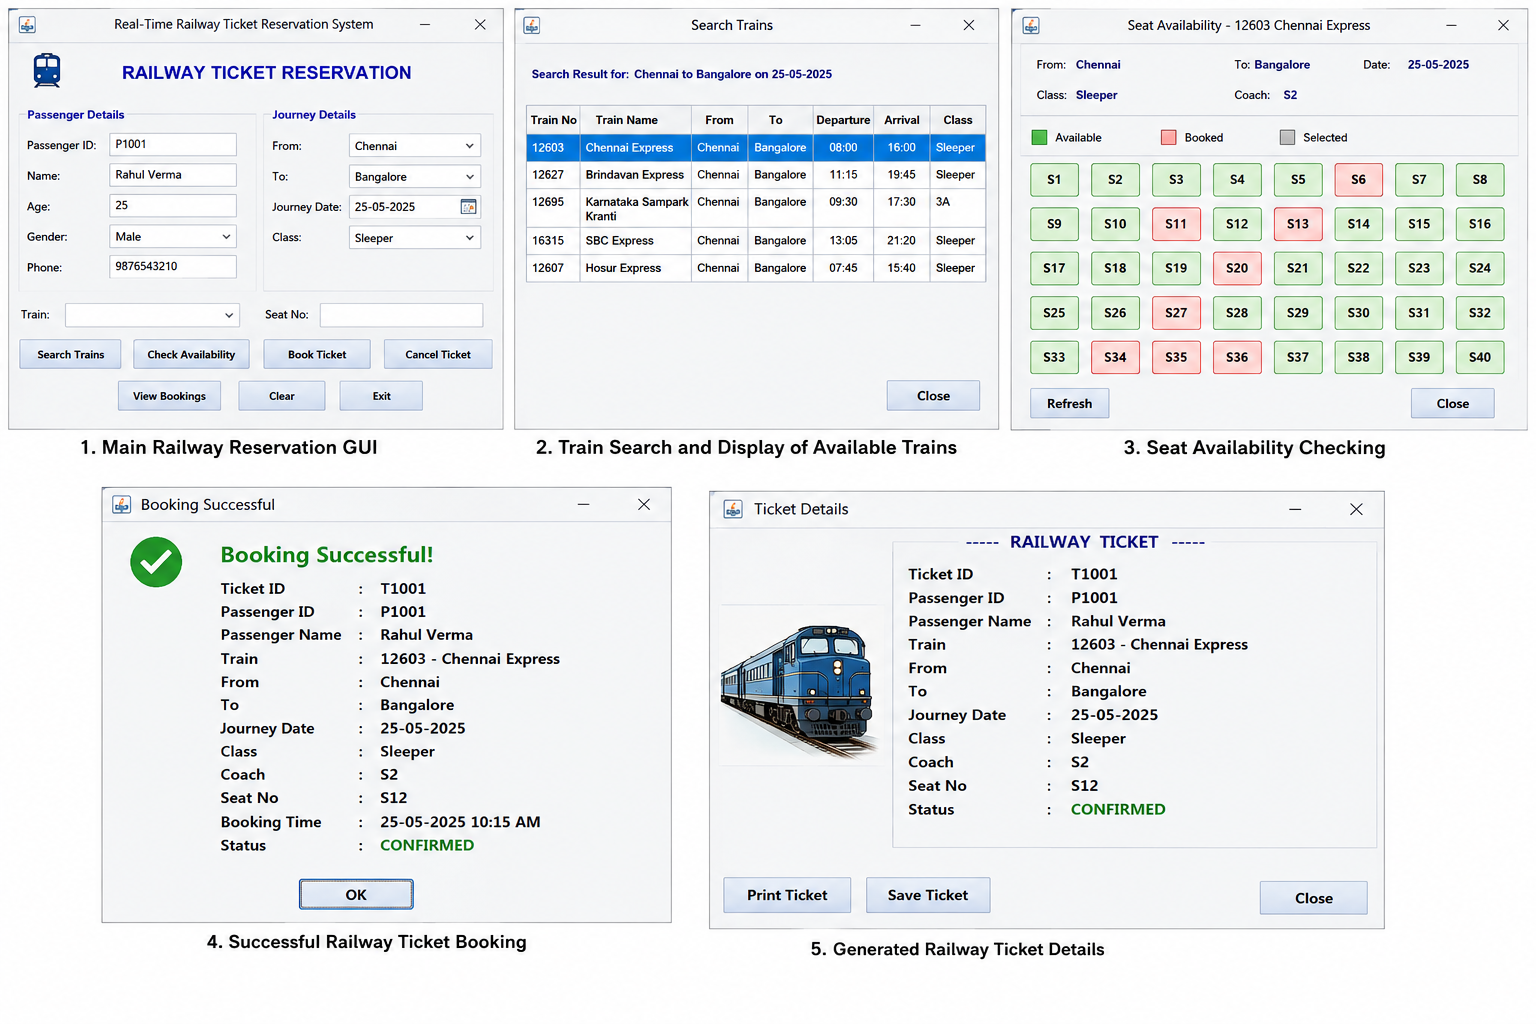 Real-Time Railway Ticket Reservation System
RAILWAY TICKET RESERVATION
Passenger Details
Passenger ID: P1001
Name: Rahul Verma
Age: 25
Gender: Male
Phone: 9876543210
Journey Details
From: Chennai
To: Bangalore
Journey Date: 25-05-2025
Class: Sleeper
Train:
Seat No:
Search Trains Check Availability Book Ticket Cancel Ticket
View Bookings Clear Exit
1. Main Railway Reservation GUI
Search Trains
Search Result for: Chennai to Bangalore on 25-05-2025
Train No Train Name From To Departure Arrival Class
12603 Chennai Express Chennai Bangalore 08:00 16:00 Sleeper
12627 Brindavan Express Chennai Bangalore 11:15 19:45 Sleeper
12695 Karnataka Sampark Chennai Bangalore 09:30 17:30 3A
Kranti
16315 SBC Express Chennai Bangalore 13:05 21:20 Sleeper
12607 Hosur Express Chennai Bangalore 07:45 15:40 Sleeper
Close
2. Train Search and Display of Available Trains
Seat Availability - 12603 Chennai Express
From: Chennai To: Bangalore Date: 25-05-2025
Class: Sleeper Coach: S2
Available Booked Selected
S1 S2 S3 S4 S5 S6 S7 S8
S9 S10 S11 S12 S13 S14 S15 S16
S17 S18 S19 S20 S21 S22 S23 S24
S25 S26 S27 S28 S29 S30 S31 S32
S33 S34 S35 S36 S37 S38 S39 S40
Refresh Close
3. Seat Availability Checking
Booking Successful
Booking Successful!
Ticket ID : T1001
Passenger ID : P1001
Passenger Name : Rahul Verma
Train : 12603 - Chennai Express
From : Chennai
To : Bangalore
Journey Date : 25-05-2025
Class : Sleeper
Coach : S2
Seat No : S12
Booking Time : 25-05-2025 10:15 AM
Status : CONFIRMED
OK
4. Successful Railway Ticket Booking
Ticket Details
----- RAILWAY TICKET -----
Ticket ID : T1001
Passenger ID : P1001
Passenger Name : Rahul Verma
Train : 12603 - Chennai Express
From : Chennai
To : Bangalore
Journey Date : 25-05-2025
Class : Sleeper
Coach : S2
Seat No : S12
Status : CONFIRMED
Print Ticket Save Ticket Close
5. Generated Railway Ticket Details